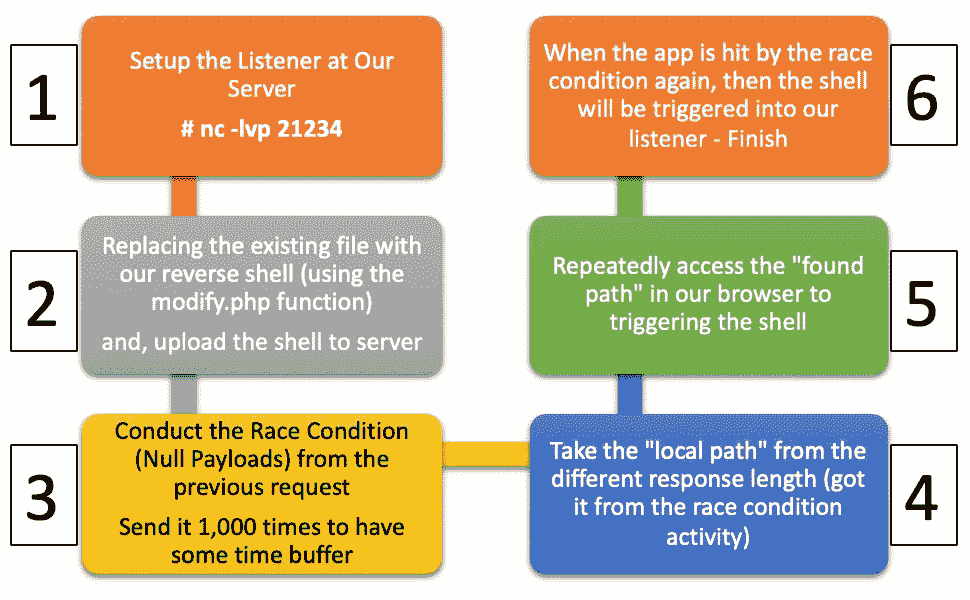 1
Setup the Listener at Our
Server
# nc -lvp 21234
2
Replacing the existing file with
our reverse shell (using the
modify.php function)
and, upload the shell to server
3
Conduct the Race Condition
(Null Payloads) from the
previous request
Send it 1,000 times to have
some time buffer
4
Take the "local path" from the
different response length (got
it from the race condition
activity)
5
Repeatedly access the "found
path" in our browser to
triggering the shell
6
When the app is hit by the race
condition again, then the shell
will be triggered into our
listener - Finish